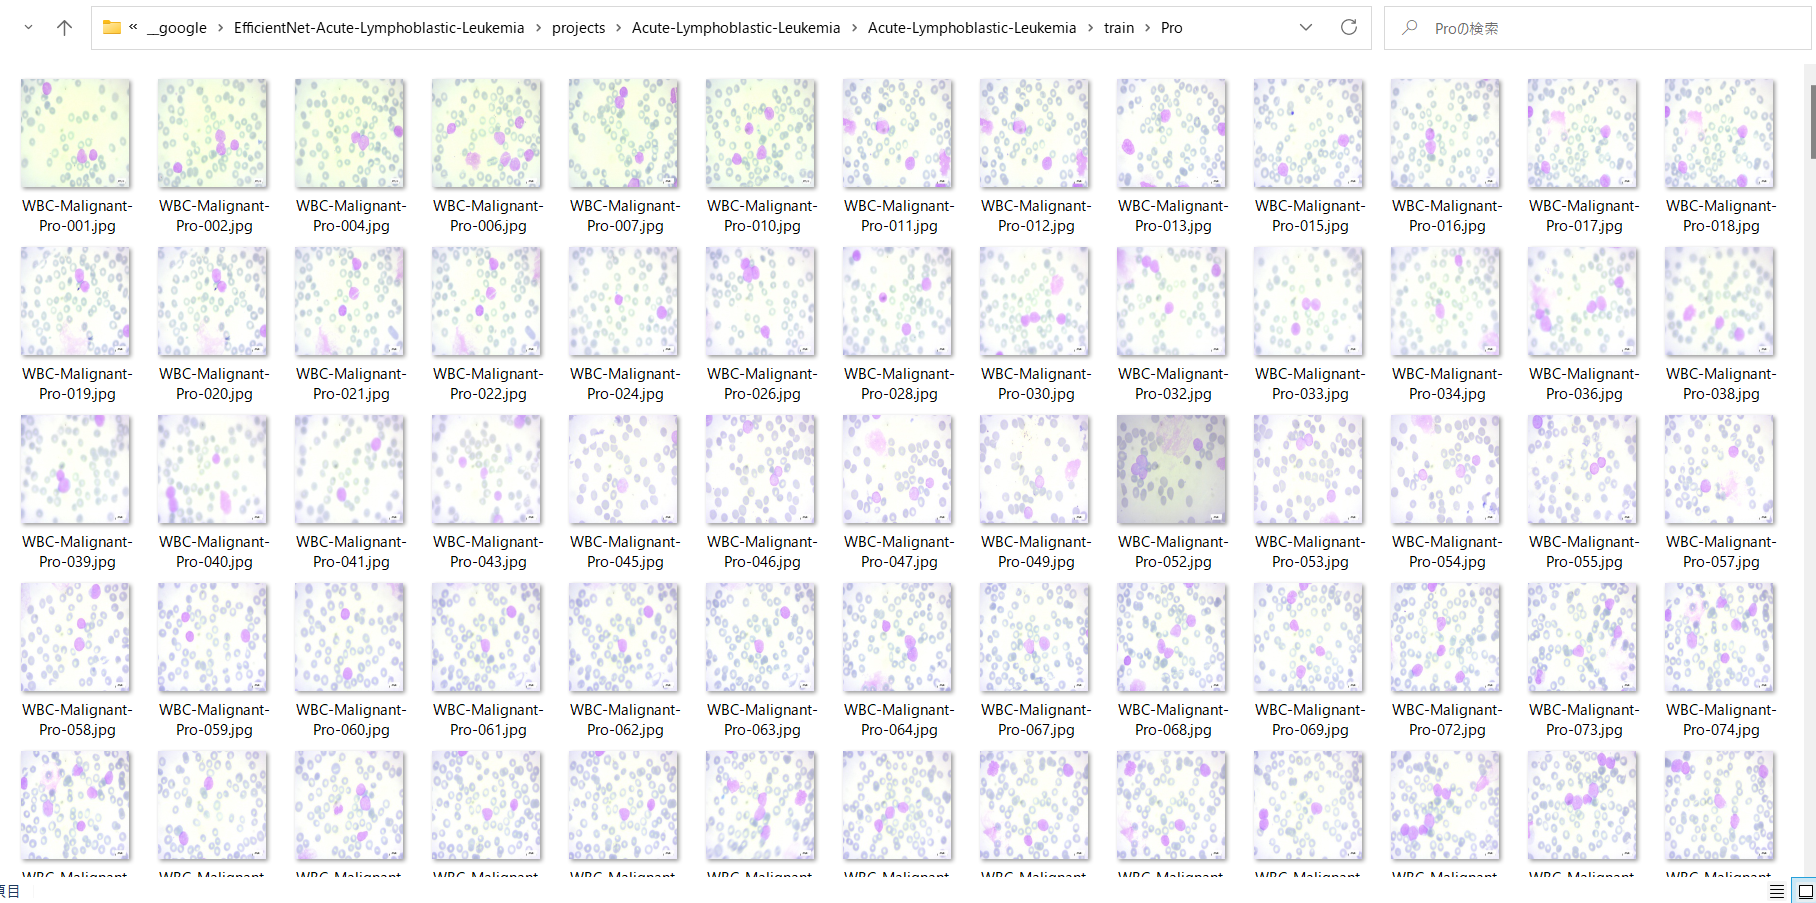 « __google > EfficientNet-Acute-Lymphoblastic-Leukemia > projects > Acute-Lymphoblastic-Leukemia > Acute-Lymphoblastic-Leukemia > train > Pro
Proの検索
WBC-Malignant-Pro-001.jpg
WBC-Malignant-Pro-002.jpg
WBC-Malignant-Pro-004.jpg
WBC-Malignant-Pro-006.jpg
WBC-Malignant-Pro-007.jpg
WBC-Malignant-Pro-010.jpg
WBC-Malignant-Pro-011.jpg
WBC-Malignant-Pro-012.jpg
WBC-Malignant-Pro-013.jpg
WBC-Malignant-Pro-015.jpg
WBC-Malignant-Pro-016.jpg
WBC-Malignant-Pro-017.jpg
WBC-Malignant-Pro-018.jpg
WBC-Malignant-Pro-019.jpg
WBC-Malignant-Pro-020.jpg
WBC-Malignant-Pro-021.jpg
WBC-Malignant-Pro-022.jpg
WBC-Malignant-Pro-024.jpg
WBC-Malignant-Pro-026.jpg
WBC-Malignant-Pro-028.jpg
WBC-Malignant-Pro-030.jpg
WBC-Malignant-Pro-032.jpg
WBC-Malignant-Pro-033.jpg
WBC-Malignant-Pro-034.jpg
WBC-Malignant-Pro-036.jpg
WBC-Malignant-Pro-038.jpg
WBC-Malignant-Pro-039.jpg
WBC-Malignant-Pro-040.jpg
WBC-Malignant-Pro-041.jpg
WBC-Malignant-Pro-043.jpg
WBC-Malignant-Pro-045.jpg
WBC-Malignant-Pro-046.jpg
WBC-Malignant-Pro-047.jpg
WBC-Malignant-Pro-049.jpg
WBC-Malignant-Pro-052.jpg
WBC-Malignant-Pro-053.jpg
WBC-Malignant-Pro-054.jpg
WBC-Malignant-Pro-055.jpg
WBC-Malignant-Pro-057.jpg
WBC-Malignant-Pro-058.jpg
WBC-Malignant-Pro-059.jpg
WBC-Malignant-Pro-060.jpg
WBC-Malignant-Pro-061.jpg
WBC-Malignant-Pro-062.jpg
WBC-Malignant-Pro-063.jpg
WBC-Malignant-Pro-064.jpg
WBC-Malignant-Pro-067.jpg
WBC-Malignant-Pro-068.jpg
WBC-Malignant-Pro-069.jpg
WBC-Malignant-Pro-072.jpg
WBC-Malignant-Pro-073.jpg
WBC-Malignant-Pro-074.jpg
WBC-Malignant-
WBC-Malignant-
WBC-Malignant-
WBC-Malignant-
WBC-Malignant-
WBC-Malignant-
WBC-Malignant-
WBC-Malignant-
WBC-Malignant-
WBC-Malignant-
WBC-Malignant-
WBC-Malignant-
WBC-Malignant-
項目